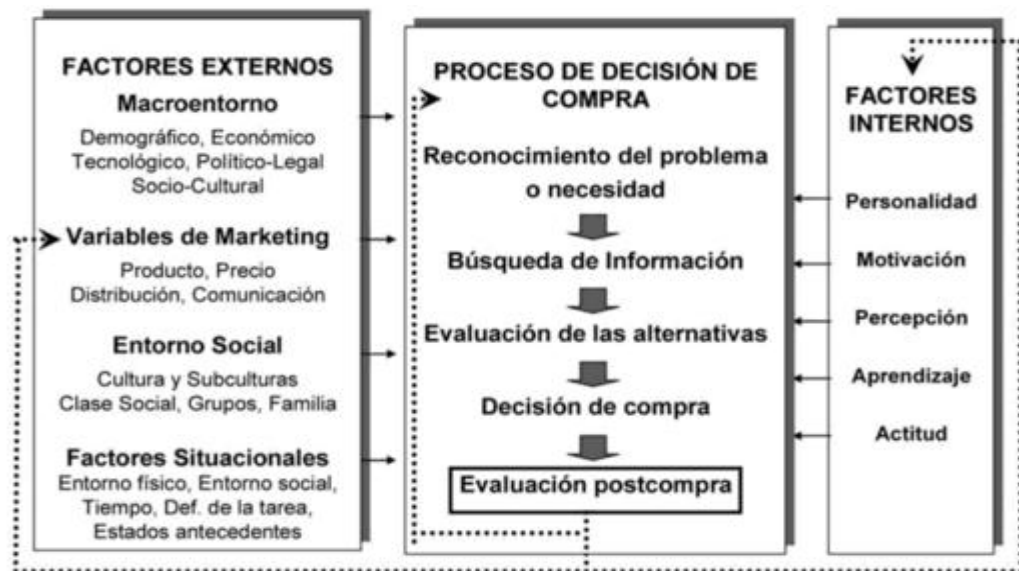 FACTORES EXTERNOS
Macroentorno
Demográfico, Económico
Tecnológico, Político-Legal
Socio-Cultural
Variables de Marketing
Producto, Precio
Distribución, Comunicación
Entorno Social
Cultura y Subculturas
Clase Social, Grupos, Familia
Factores Situacionales
Entorno físico, Entorno social,
Tiempo, Def. de la tarea,
Estados antecedentes
PROCESO DE DECISIÓN DE
COMPRA
Reconocimiento del problema
o necesidad
Búsqueda de Información
Evaluación de las alternativas
Decisión de compra
Evaluación postcompra
FACTORES
INTERNOS
Personalidad
Motivación
Percepción
Aprendizaje
Actitud